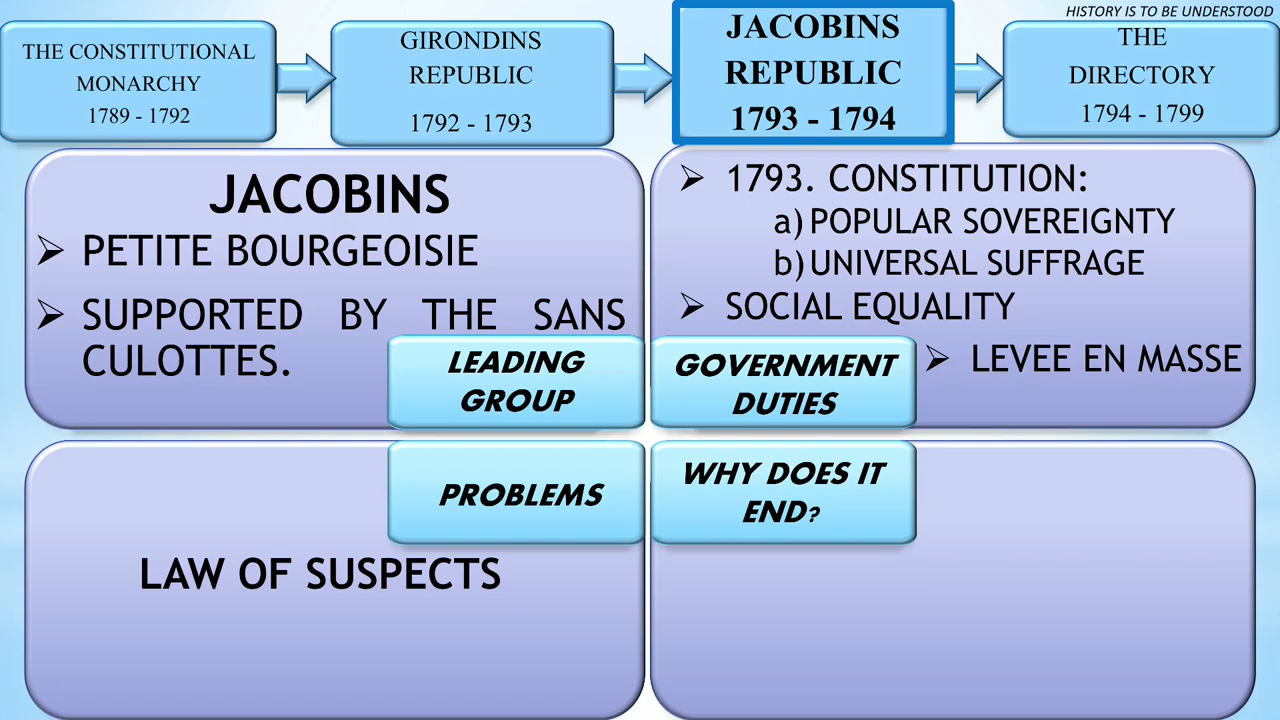 HISTORY IS TO BE UNDERSTOOD
THE CONSTITUTIONAL
MONARCHY
1789 - 1792
GIRONDINS
REPUBLIC
1792 - 1793
JACOBINS
REPUBLIC
1793 - 1794
THE
DIRECTORY
1794 - 1799
JACOBINS
➢ PETITE BOURGEOISIE
➢ SUPPORTED BY THE SANS
CULOTTES.
LEADING
GROUP
➢ 1793. CONSTITUTION:
a) POPULAR SOVEREIGNTY
b) UNIVERSAL SUFFRAGE
➢ SOCIAL EQUALITY
➢ LEVEE EN MASSE
GOVERNMENT
DUTIES
PROBLEMS
LAW OF SUSPECTS
WHY DOES IT
END?